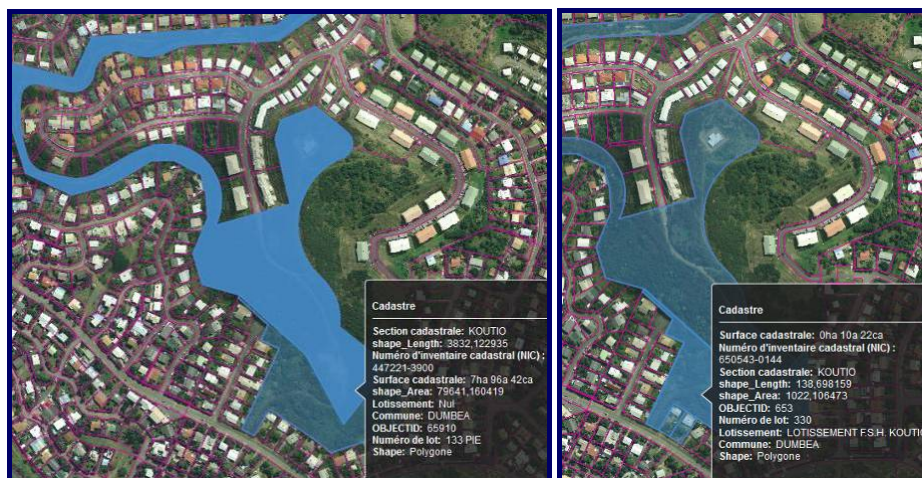 Cadastre
Section cadastrale: KOUTIO
shape_Length: 3832,122935
Numéro d'inventaire cadastral (NIC) :
447221-3900
Surface cadastrale: 7ha 96a 42ca
shape_Area: 79641,160419
Lotissement: Nul
Commune: DUMBEA
OBJECTID: 65910
Numéro de lot: 133 PIE
Shape: Polygone
Cadastre
Surface cadastrale: 0ha 10a 22ca
Numéro d'inventaire cadastral (NIC) :
650543-0144
Section cadastrale: KOUTIO
shape_Length: 138,698159
shape_Area: 1022,106473
OBJECTID: 653
Numéro de lot: 330
Lotissement: LOTISSEMENT F.S.H. KOUTIO
Commune: DUMBEA
Shape: Polygone